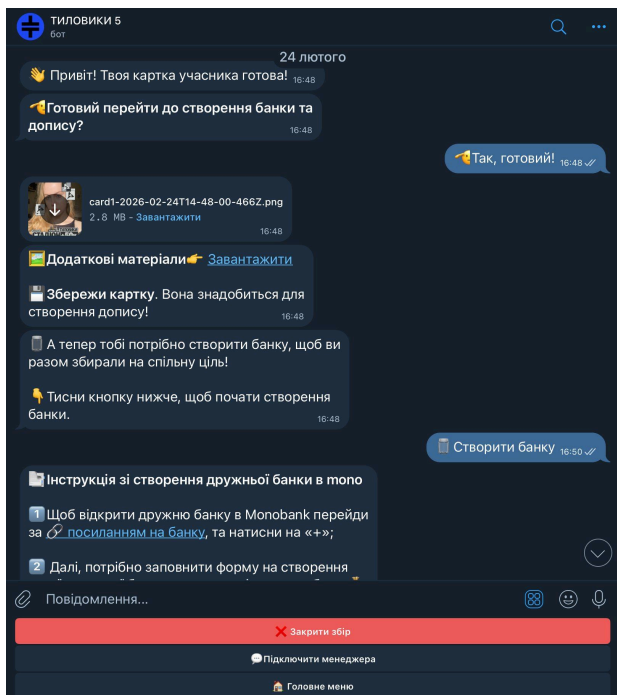 ТИЛОВИКИ 5
бот
24 лютого
👋 Привіт! Твоя картка учасника готова! 16:48
🫡Готовий перейти до створення банки та
допису?
16:48
🫡Так, готовий! 16:48
card1-2026-02-24T14-48-00-466Z.png
2.8 MB - Завантажити
16:48
🖼Додаткові матеріали👉 Завантажити
💾Збережи картку. Вона знадобиться для
створення допису! 16:48
А тепер тобі потрібно створити банку, щоб ви
разом збирали на спільну ціль!
👇Тисни кнопку нижче, щоб почати створення
банки. 16:48
Створити банку 16:50
Інструкція зі створення дружньої банки в mono
1️⃣Щоб відкрити дружню банку в Monobank перейди
за 🔗 посиланням на банку, та натисни на «+»;
2️⃣ Далі, потрібно заповнити форму на створення
Повідомлення...
❌ Закрити збір
💬Підключити менеджера
🏠 Головне меню